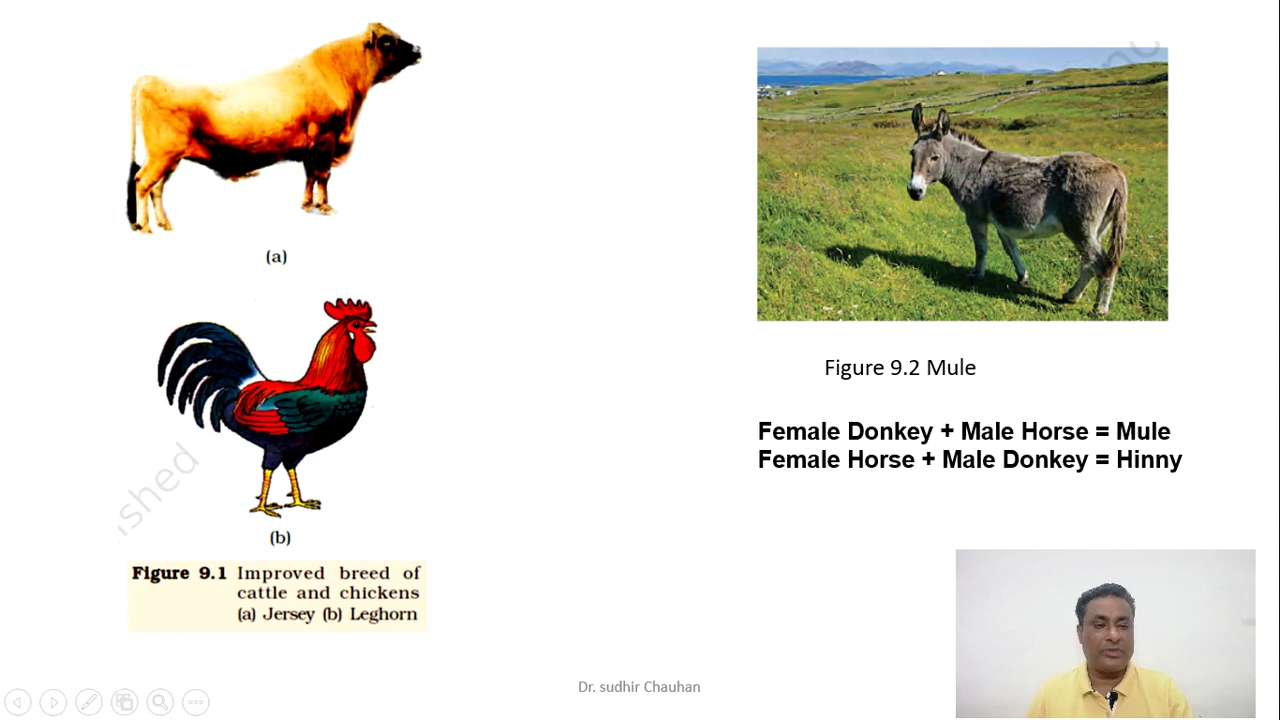 (a)
(b)
Figure 9.1 Improved breed of
cattle and chickens
(a) Jersey (b) Leghorn
Figure 9.2 Mule
Female Donkey + Male Horse = Mule
Female Horse + Male Donkey = Hinny
Dr. sudhir Chauhan